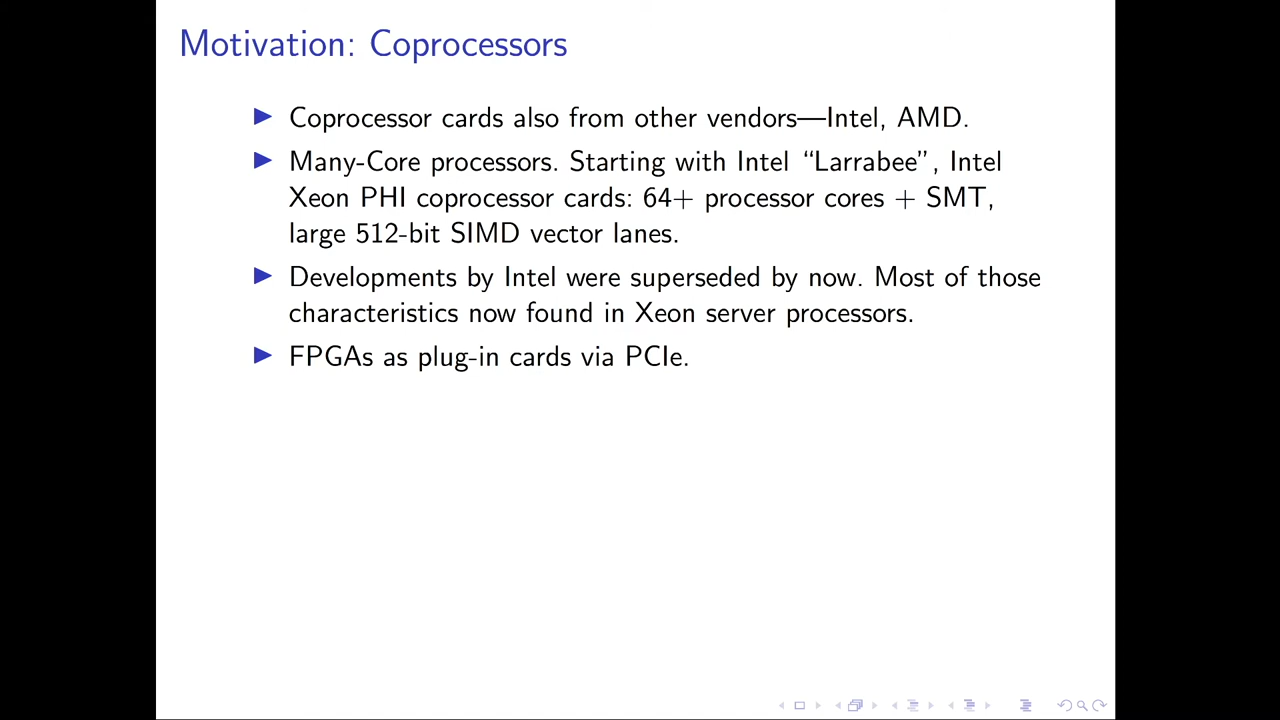 Motivation: Coprocessors
Coprocessor cards also from other vendors—Intel, AMD.
Many-Core processors. Starting with Intel “Larrabee”, Intel
Xeon PHI coprocessor cards: 64+ processor cores + SMT,
large 512-bit SIMD vector lanes.
Developments by Intel were superseded by now. Most of those
characteristics now found in Xeon server processors.
FPGAs as plug-in cards via PCIe.